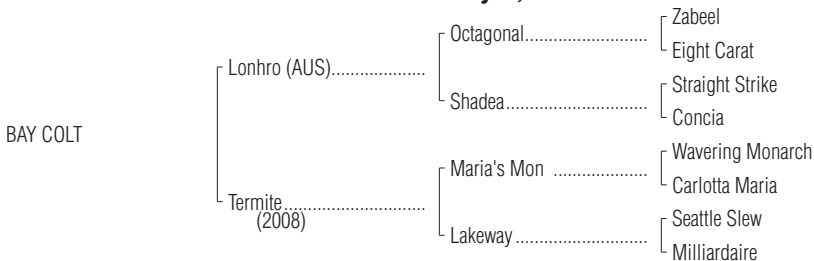 Zabeel
Octagonal
Eight Carat
Lonhro (AUS)
Straight Strike
Shadea
Concia
BAY COLT
Wavering Monarch
Maria's Mon
Carlotta Maria
Termite
(2008)
Seattle Slew
Lakeway
Milliardaire